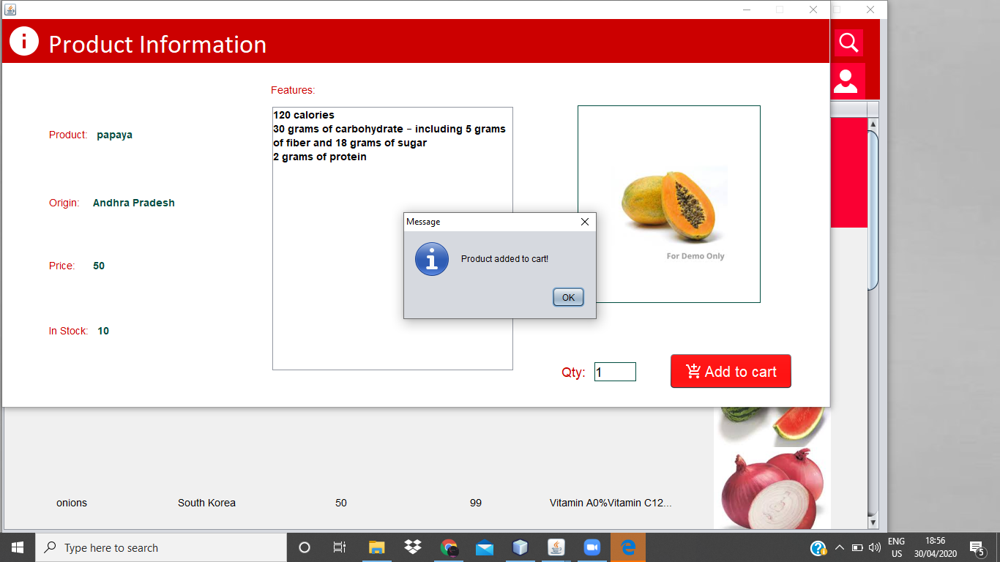 Product Information
Features:
120 calories
30 grams of carbohydrate – including 5 grams
of fiber and 18 grams of sugar
2 grams of protein
Product: papaya
Origin: Andhra Pradesh
Price: 50
In Stock: 10
For Demo Only
Message
Product added to cart!
OK
Qty: 1
Add to cart
onions South Korea 50 99 Vitamin A0%Vitamin C12...
Type here to search
ENG
US
18:56
30/04/2020
5